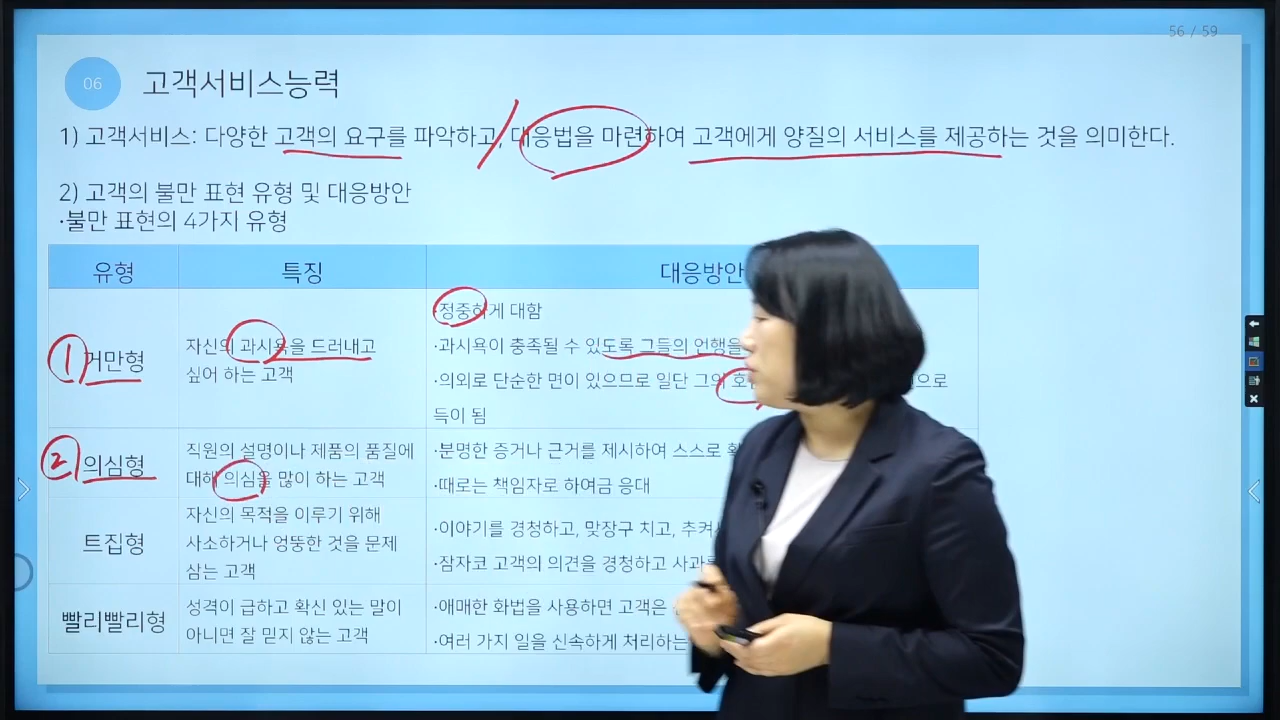 56 / 59
06 고객서비스능력
1) 고객서비스: 다양한 고객의 요구를 파악하고, 대응법을 마련하여 고객에게 양질의 서비스를 제공하는 것을 의미한다.
2) 고객의 불만 표현 유형 및 대응방안
·불만 표현의 4가지 유형
유형 특징 대응방안
① 거만형
자신의 과시욕을 드러내고
싶어 하는 고객
·정중하게 대함
·과시욕이 충족될 수 있도록 그들의 언행을
·의외로 단순한 면이 있으므로 일단 그의
득이 됨
② 의심형
직원의 설명이나 제품의 품질에
대해 의심을 많이 하는 고객
·분명한 증거나 근거를 제시하여 스스로
·때로는 책임자로 하여금 응대
트집형
자신의 목적을 이루기 위해
사소하거나 엉뚱한 것을 문제
삼는 고객
·이야기를 경청하고, 맞장구 치고,
·잠자코 고객의 의견을 경청하고
빨리빨리형
성격이 급하고 확신 있는 말이
아니면 잘 믿지 않는 고객
·애매한 화법을 사용하면 고객은
·여러 가지 일을 신속하게 처리하는